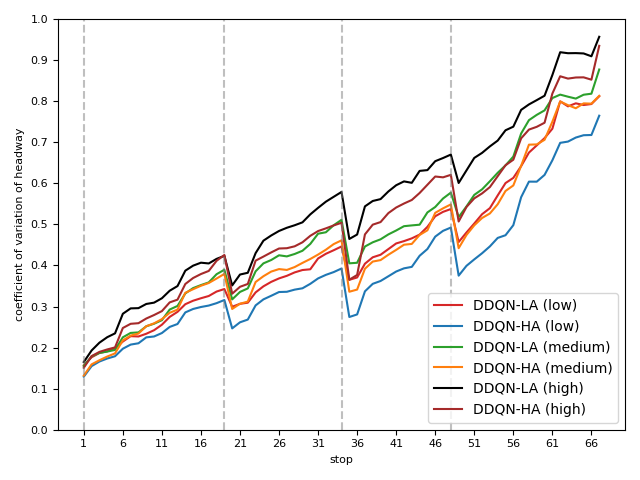 coefficient of variation of headway
1.0
0.9
0.8
0.7
0.6
0.5
0.4
0.3
0.2
0.1
0.0
DDQN-LA (low)
DDQN-HA (low)
DDQN-LA (medium)
DDQN-HA (medium)
DDQN-LA (high)
DDQN-HA (high)
1 6 11 16 21 26 31 36 41 46 51 56 61 66
stop